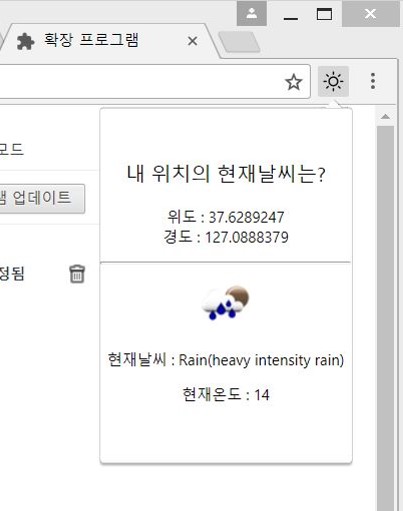 확장 프로그램
모드
업데이트
정됨
내 위치의 현재날씨는?
위도 : 37.6289247
경도 : 127.0888379
현재날씨 : Rain(heavy intensity rain)
현재온도 : 14